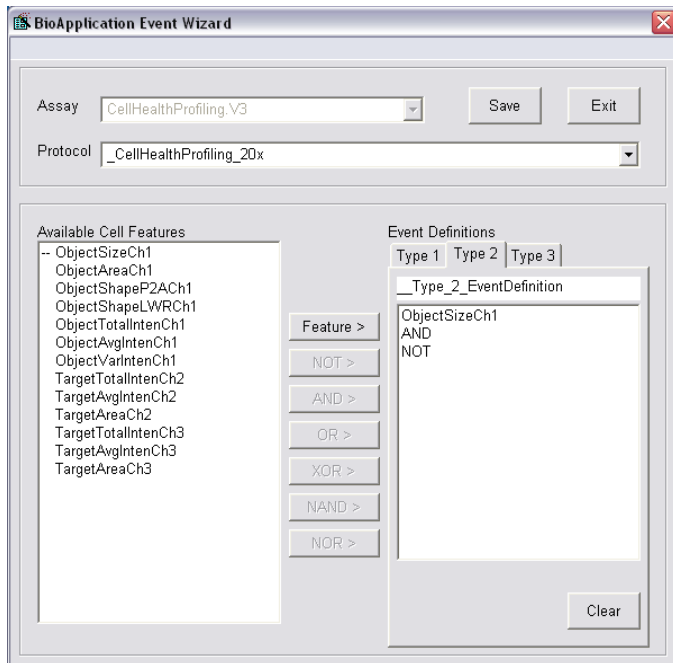 BioApplication Event Wizard
Assay CellHealthProfiling.V3 Save Exit
Protocol _CellHealthProfiling_20x
Available Cell Features
-- ObjectSizeCh1
ObjectAreaCh1
ObjectShapeP2ACh1
ObjectShapeLWRCh1
ObjectTotalIntenCh1
ObjectAvgIntenCh1
ObjectVarIntenCh1
TargetTotalIntenCh2
TargetAvgIntenCh2
TargetAreaCh2
TargetTotalIntenCh3
TargetAvgIntenCh3
TargetAreaCh3
Feature >
NOT >
AND >
OR >
XOR >
NAND >
NOR >
Event Definitions
Type 1 Type 2 Type 3
__Type_2_EventDefinition
ObjectSizeCh1
AND
NOT
Clear